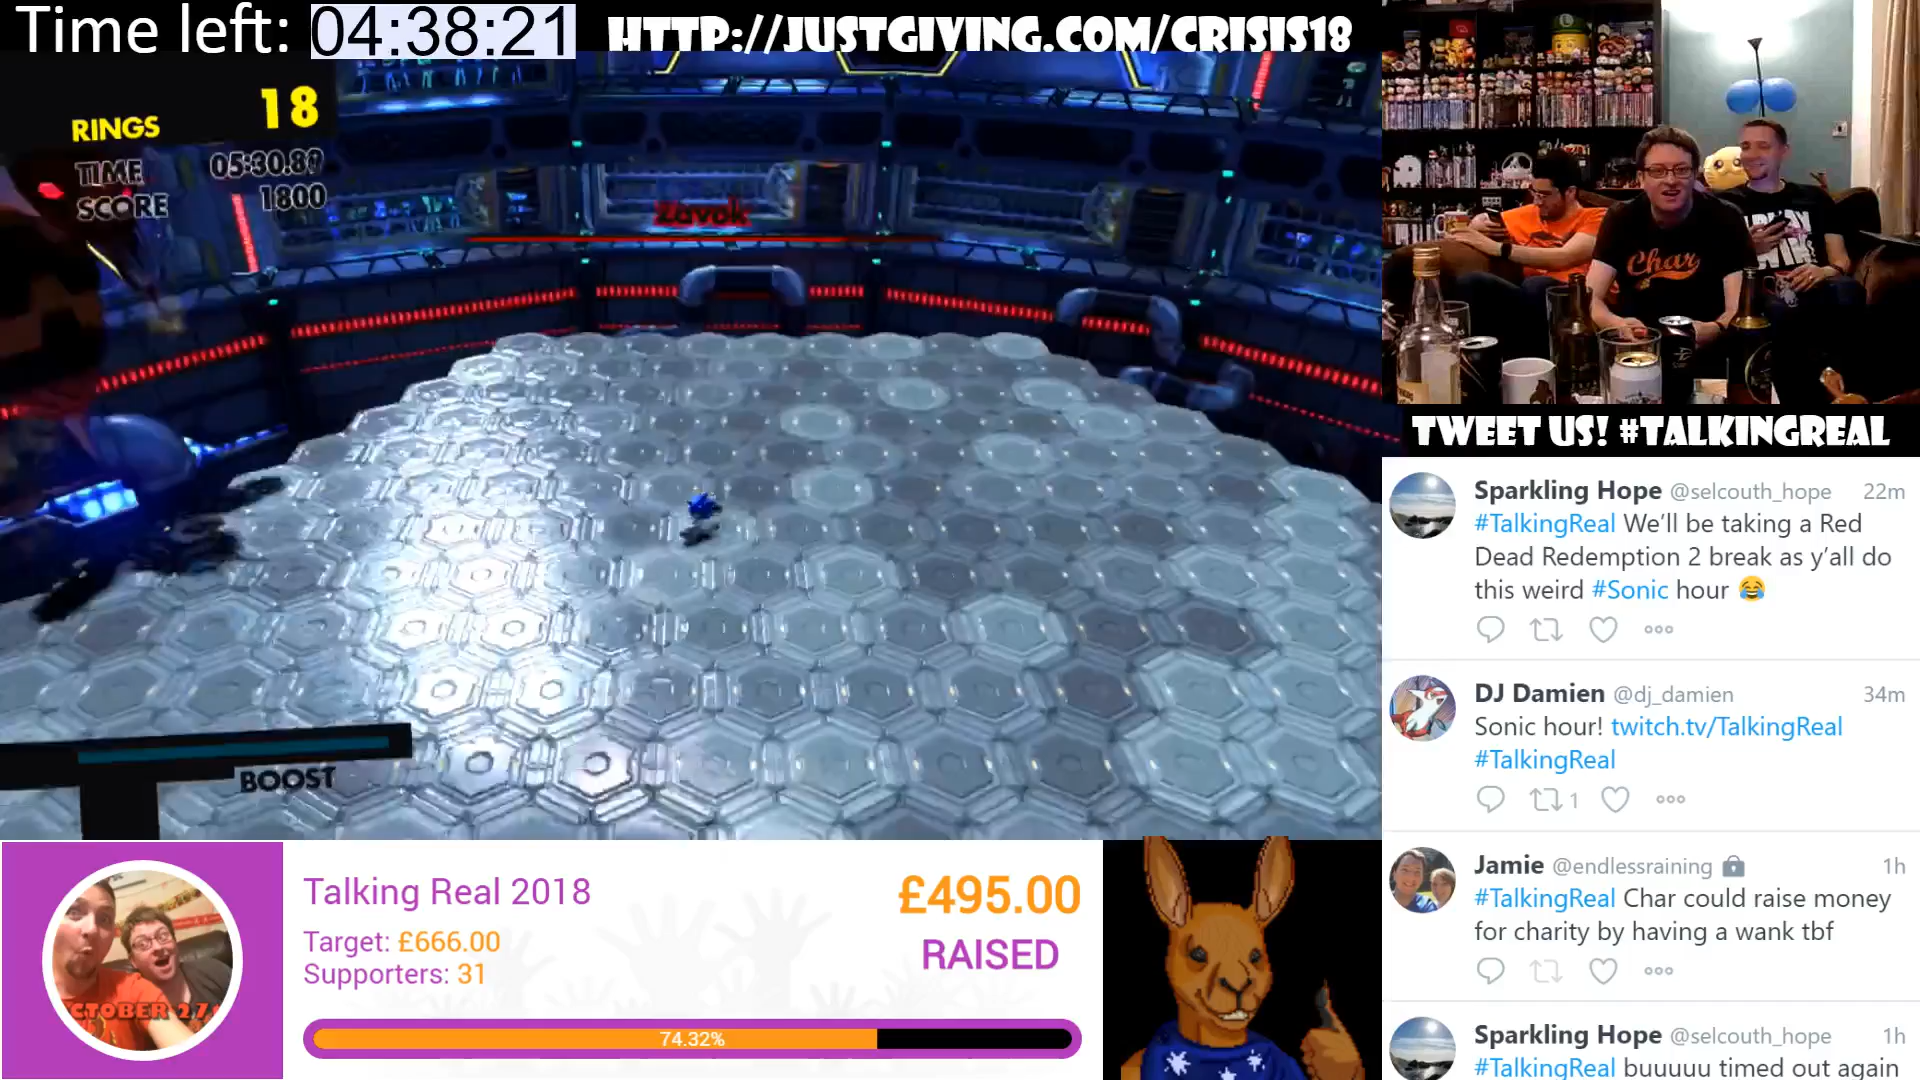 Time left: 04:38:21
HTTP://JUSTGIVING.COM/CRISIS18
RINGS 18
TIME 05:30.80
SCORE 1800
Zavok
BOOST
Char
TWEET US! #TALKINGREAL
Sparkling Hope @selcouth_hope 22m
#TalkingReal We'll be taking a Red
Dead Redemption 2 break as y'all do
this weird #Sonic hour 😂
DJ Damien @dj_damien 34m
Sonic hour! twitch.tv/TalkingReal
#TalkingReal
1
Jamie @endlessraining 1h
#TalkingReal Char could raise money
for charity by having a wank tbf
Sparkling Hope @selcouth_hope 1h
#TalkingReal buuuuu timed out again
CTOBER 27
Talking Real 2018
Target: £666.00
Supporters: 31
£495.00
RAISED
74.32%